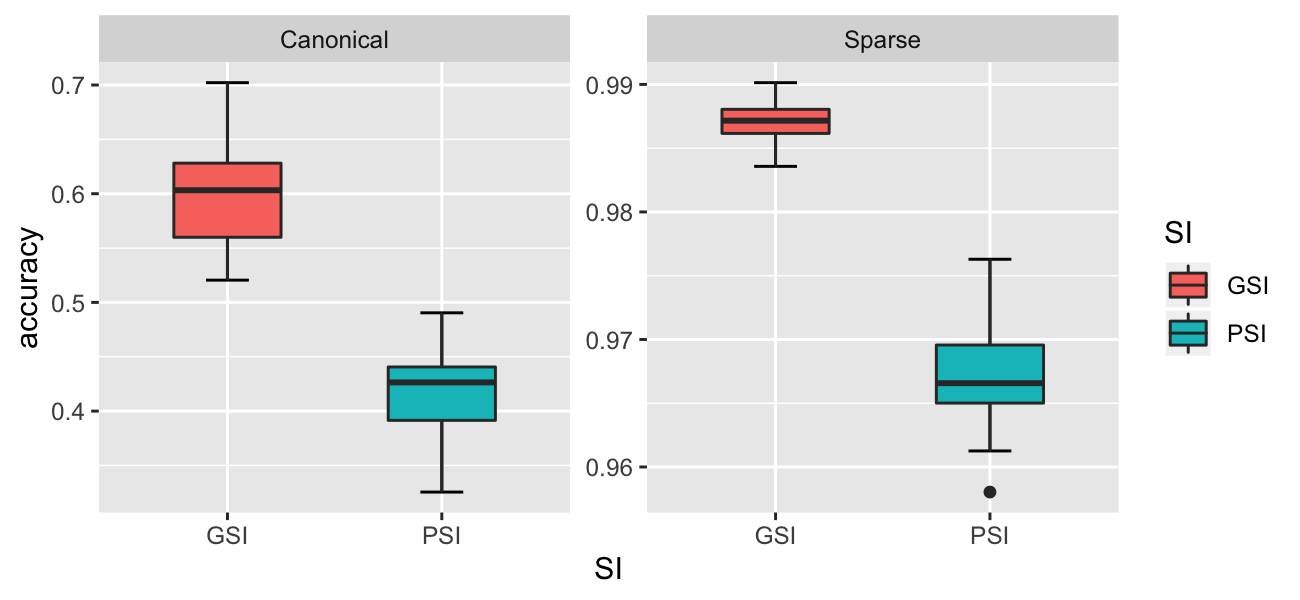 Canonical
Sparse
accuracy
0.7
0.6
0.5
0.4
0.99
0.98
0.97
0.96
GSI
PSI
GSI
PSI
SI
SI
GSI
PSI